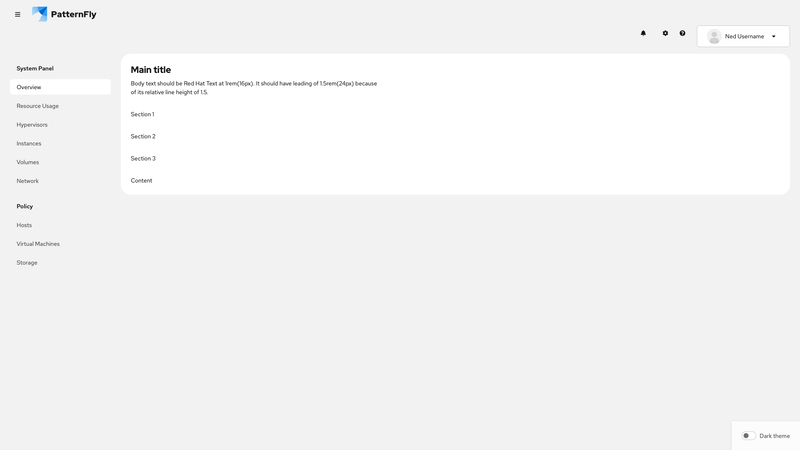 PatternFly
Ned Username
System Panel
Overview
Resource Usage
Hypervisors
Instances
Volumes
Network
Policy
Hosts
Virtual Machines
Storage
Main title
Body text should be Red Hat Text at 1rem(16px). It should have leading of 1.5rem(24px) because
of its relative line height of 1.5.
Section 1
Section 2
Section 3
Content
Dark theme